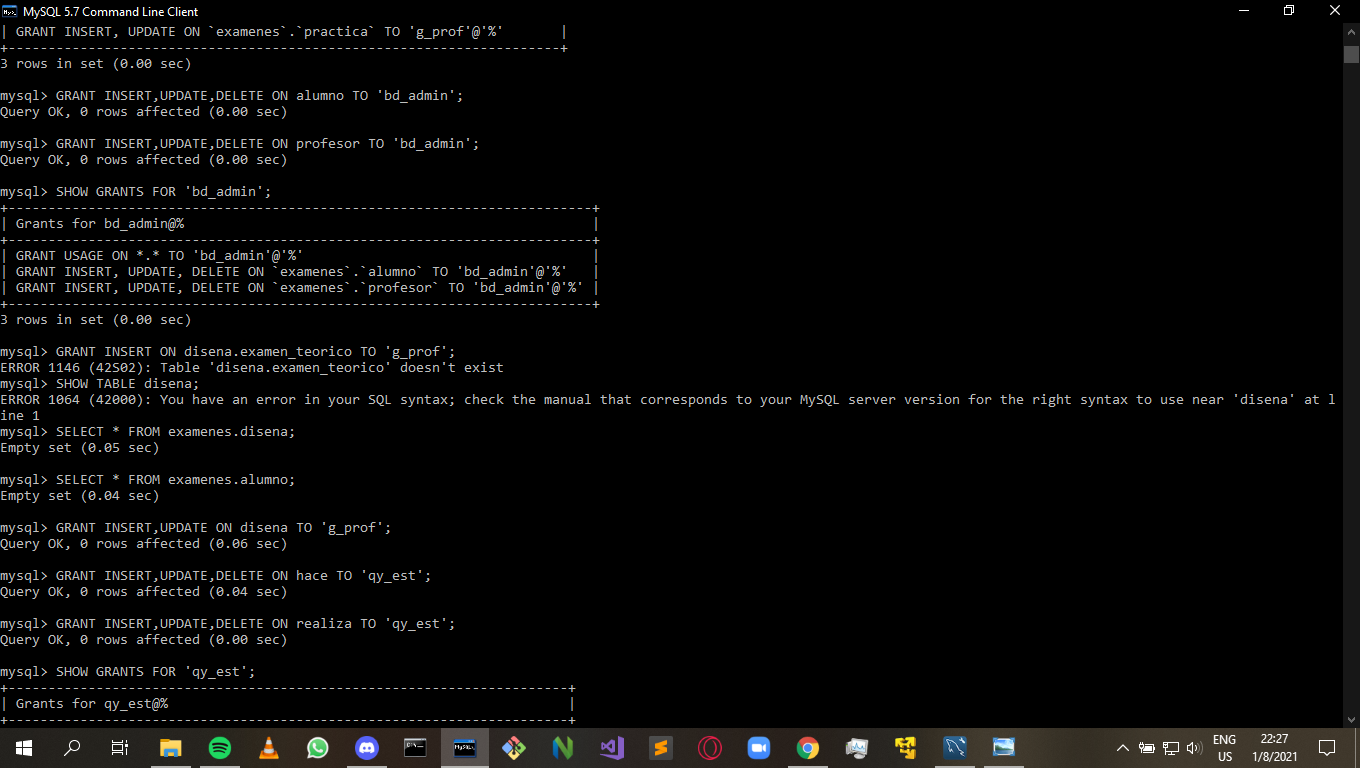 MySQL 5.7 Command Line Client
| GRANT INSERT, UPDATE ON `examenes`.`practica` TO 'g_prof'@'%'       |
+---------------------------------------------------------------------+
3 rows in set (0.00 sec)
mysql> GRANT INSERT,UPDATE,DELETE ON alumno TO 'bd_admin';
Query OK, 0 rows affected (0.00 sec)
mysql> GRANT INSERT,UPDATE,DELETE ON profesor TO 'bd_admin';
Query OK, 0 rows affected (0.00 sec)
mysql> SHOW GRANTS FOR 'bd_admin';
+-------------------------------------------------------------------------+
| Grants for bd_admin@%                                                   |
+-------------------------------------------------------------------------+
| GRANT USAGE ON *.* TO 'bd_admin'@'%'                                    |
| GRANT INSERT, UPDATE, DELETE ON `examenes`.`alumno` TO 'bd_admin'@'%'   |
| GRANT INSERT, UPDATE, DELETE ON `examenes`.`profesor` TO 'bd_admin'@'%' |
+-------------------------------------------------------------------------+
3 rows in set (0.00 sec)
mysql> GRANT INSERT ON disena.examen_teorico TO 'g_prof';
ERROR 1146 (42S02): Table 'disena.examen_teorico' doesn't exist
mysql> SHOW TABLE disena;
ERROR 1064 (42000): You have an error in your SQL syntax; check the manual that corresponds to your MySQL server version for the right syntax to use near 'disena' at l
ine 1
mysql> SELECT * FROM examenes.disena;
Empty set (0.05 sec)
mysql> SELECT * FROM examenes.alumno;
Empty set (0.04 sec)
mysql> GRANT INSERT,UPDATE ON disena TO 'g_prof';
Query OK, 0 rows affected (0.06 sec)
mysql> GRANT INSERT,UPDATE,DELETE ON hace TO 'qy_est';
Query OK, 0 rows affected (0.04 sec)
mysql> GRANT INSERT,UPDATE,DELETE ON realiza TO 'qy_est';
Query OK, 0 rows affected (0.00 sec)
mysql> SHOW GRANTS FOR 'qy_est';
+----------------------------------------------------------------------+
| Grants for qy_est@%                                                  |
+----------------------------------------------------------------------+
ENG
US
22:27
1/8/2021